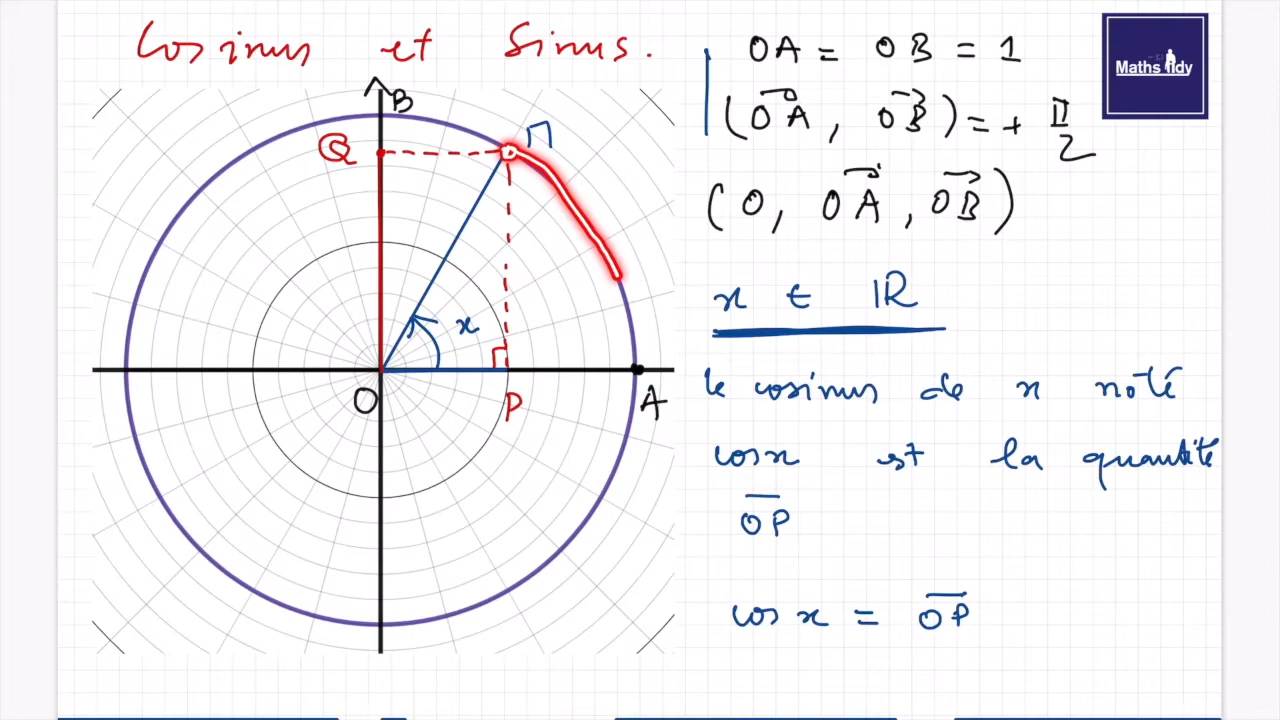 Cosinus et Sinus.
OA = OB = 1
(OA, OB) = + π/2
(O, OA, OB)
Maths Tidy
B
Q
M
x
O
P
A
x ∈ ℝ
le cosinus de x noté
cos x est la quantité
OP
cos x = OP